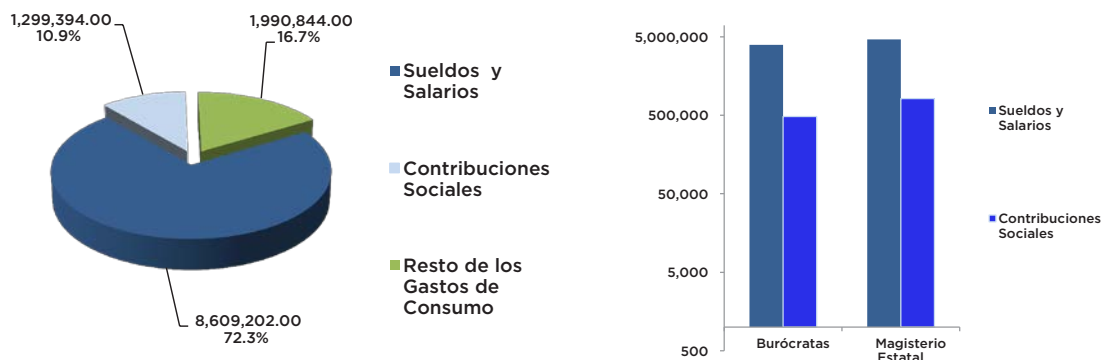 1,299,394.00
10.9%
1,990,844.00
16.7%
Sueldos y
Salarios
Contribuciones
Sociales
Resto de los
Gastos de
Consumo
8,609,202.00
72.3%
5,000,000
500,000
50,000
5,000
500
Burócratas
Magisterio
Estatal
Sueldos y
Salarios
Contribuciones
Sociales